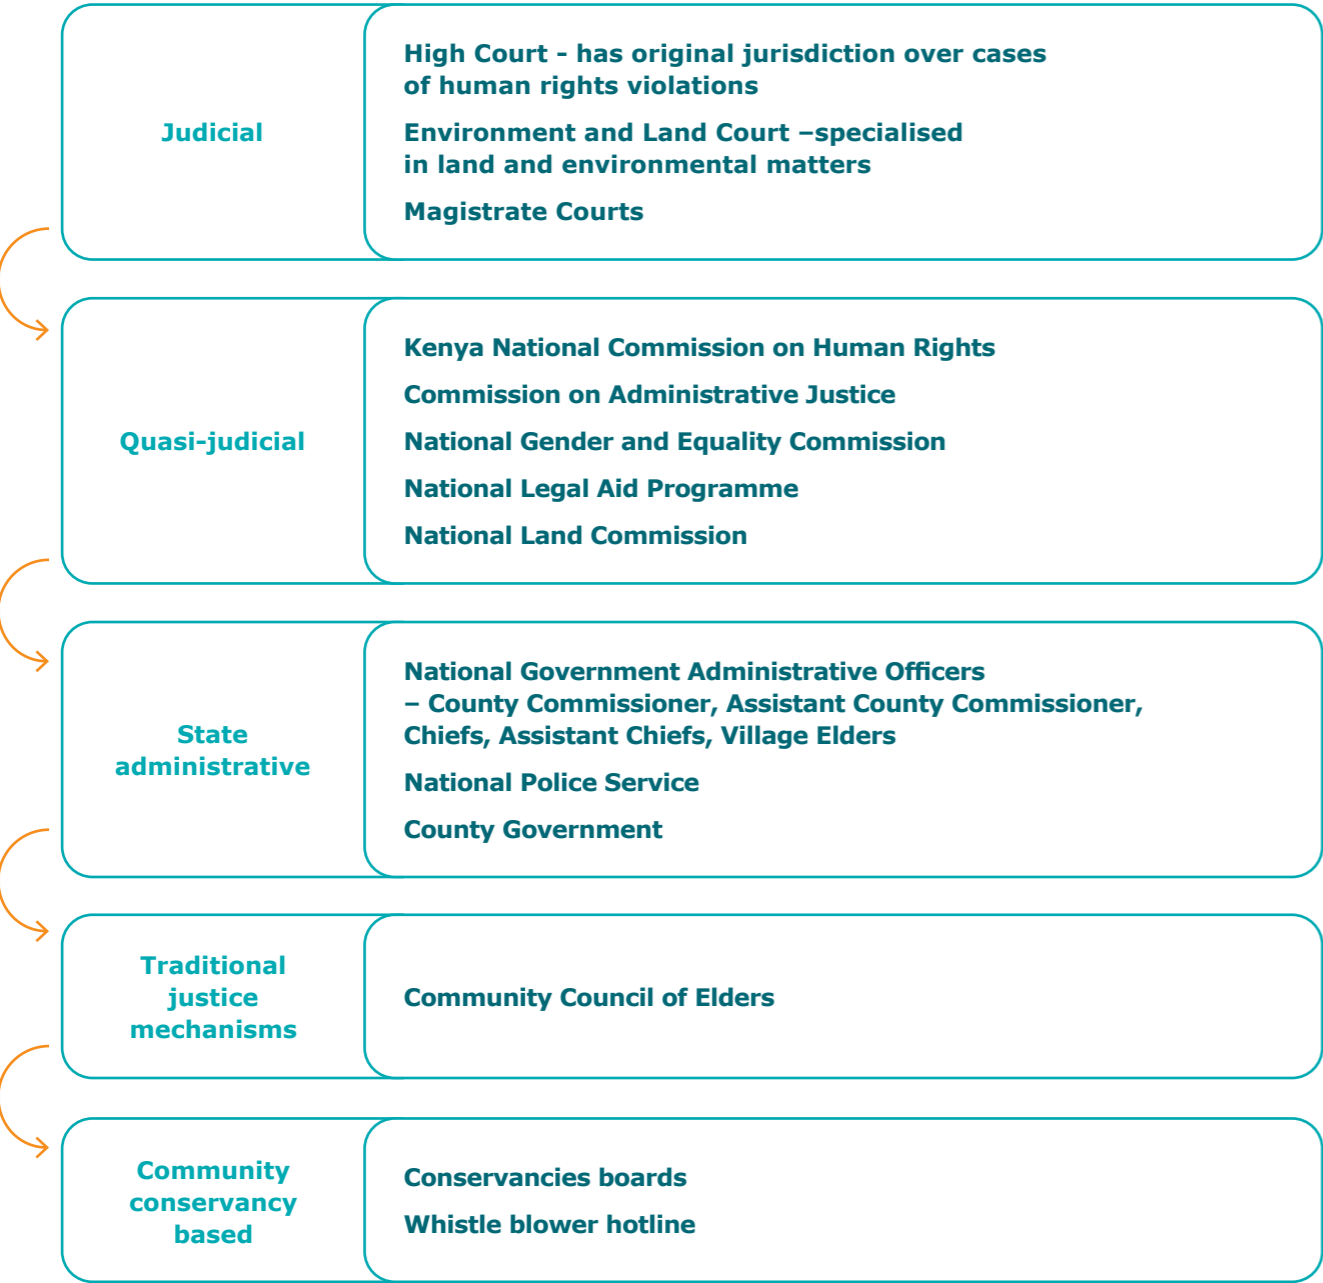 Judicial
High Court - has original jurisdiction over cases
of human rights violations
Environment and Land Court –specialised
in land and environmental matters
Magistrate Courts
Quasi-judicial
Kenya National Commission on Human Rights
Commission on Administrative Justice
National Gender and Equality Commission
National Legal Aid Programme
National Land Commission
State
administrative
National Government Administrative Officers
– County Commissioner, Assistant County Commissioner,
Chiefs, Assistant Chiefs, Village Elders
National Police Service
County Government
Traditional
justice
mechanisms
Community Council of Elders
Community
conservancy
based
Conservancies boards
Whistle blower hotline